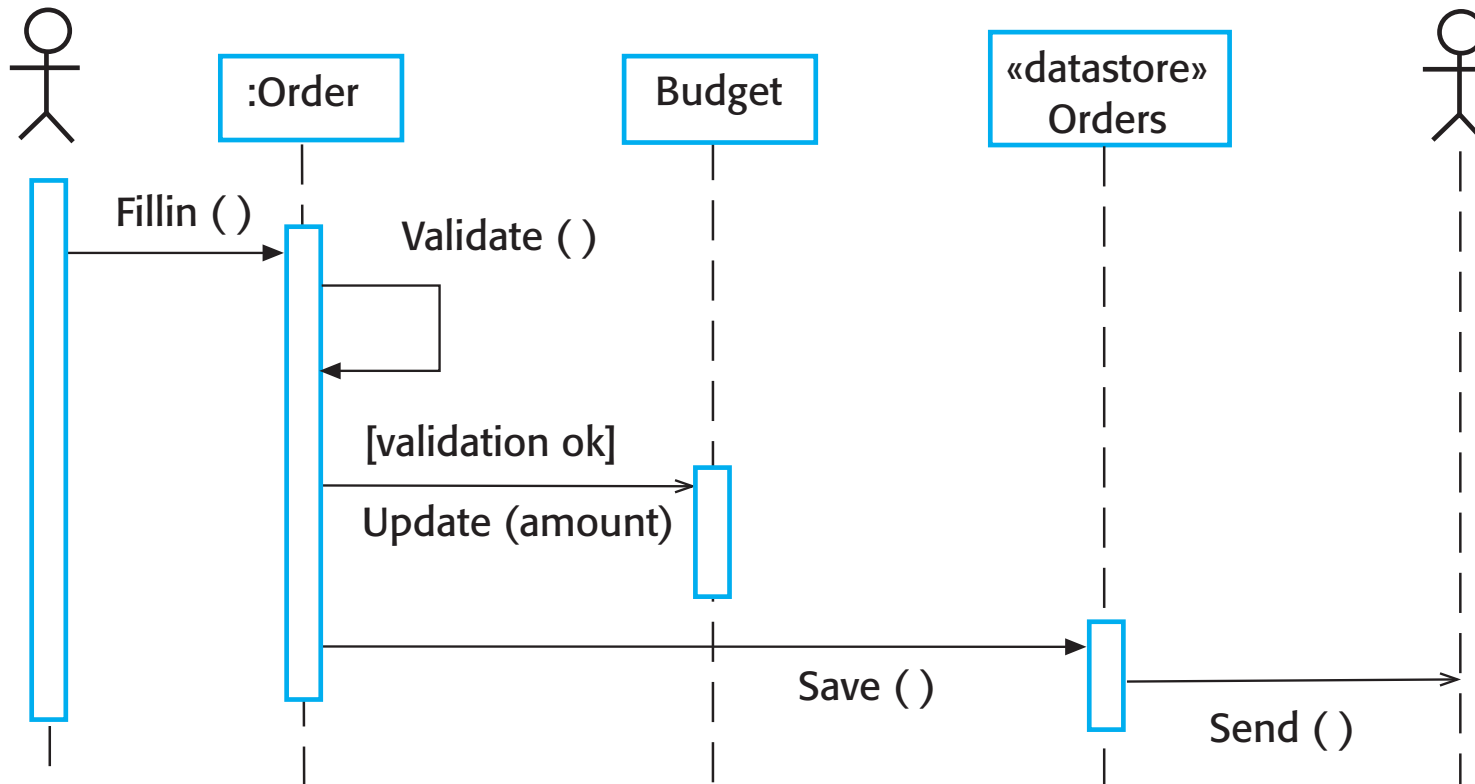 :Order
Budget
«datastore»
Orders
Fillin ( )
Validate ( )
[validation ok]
Update (amount)
Save ( )
Send ( )